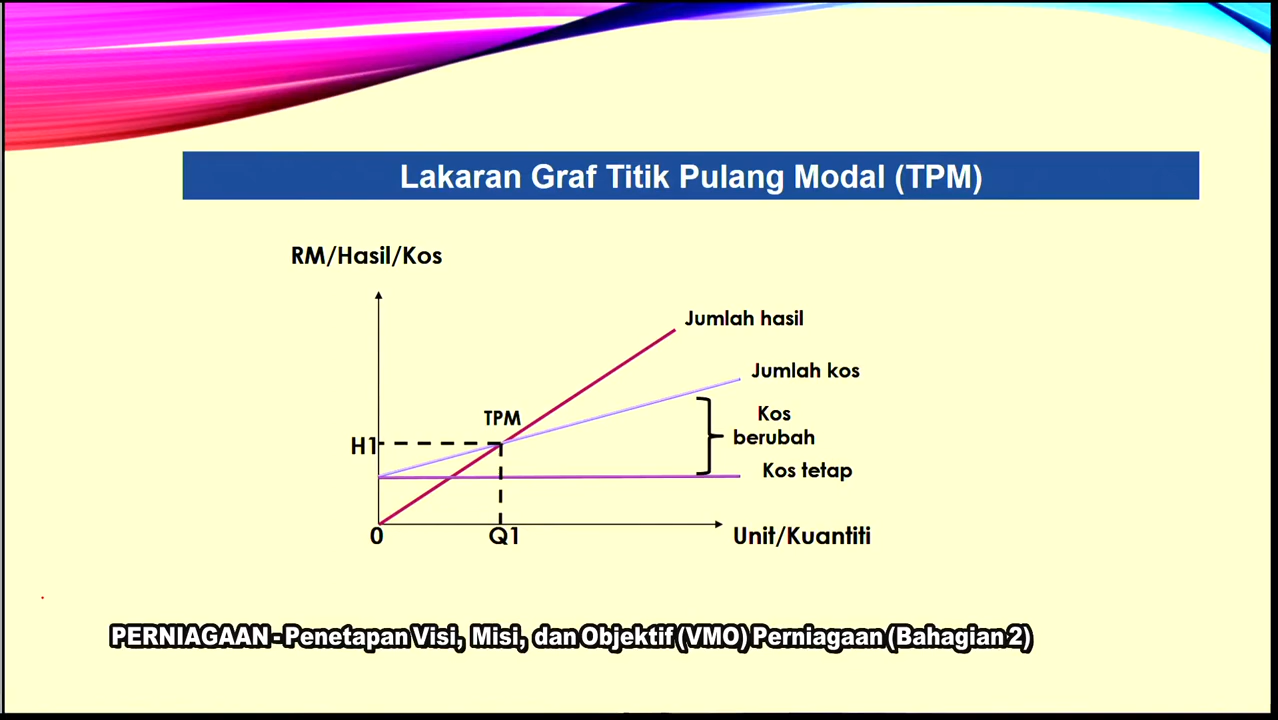 Lakaran Graf Titik Pulang Modal (TPM)
RM/Hasil/Kos
Jumlah hasil
Jumlah kos
TPM
Kos
berubah
H1
Kos tetap
0
Q1
Unit/Kuantiti
PERNIAGAAN - Penetapan Visi, Misi, dan Objektif (VMO) Perniagaan (Bahagian 2)